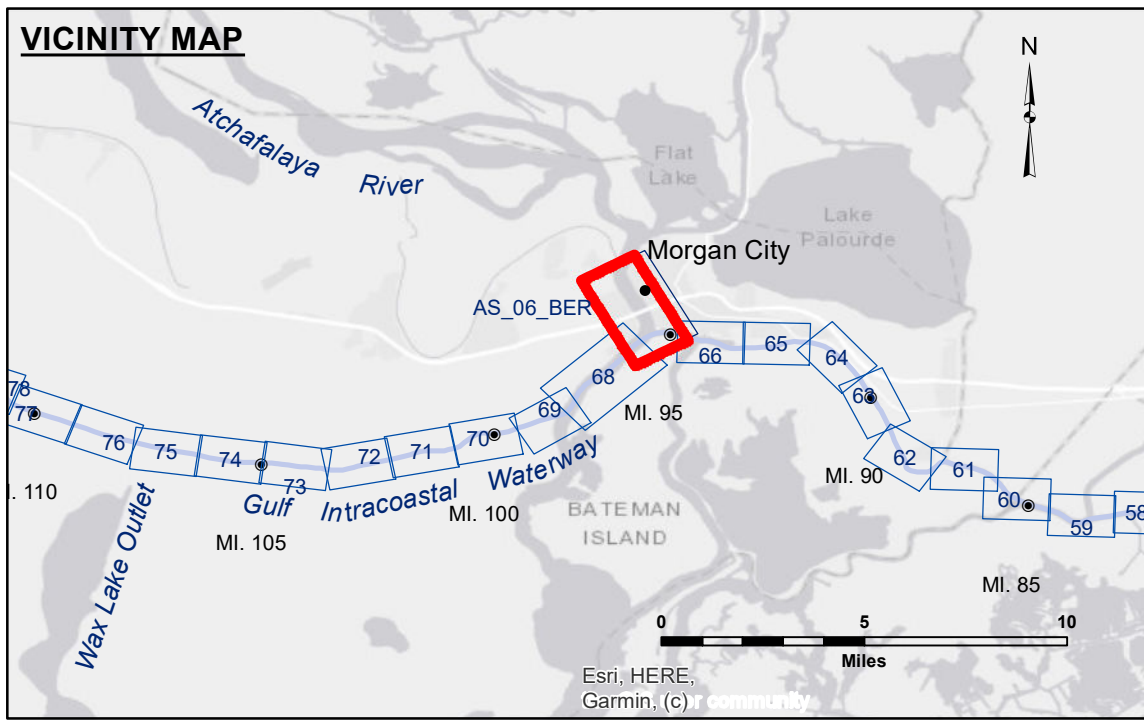 VICINITY MAP
N
Atchafalaya
River
Flat
Lake
Lake
Palourde
Morgan City
AS_06_BER
66
65
64
63
62
61
60
59
58
68
69
70
71
72
73
74
75
76
77
78
MI. 95
MI. 90
MI. 85
MI. 100
MI. 105
I. 110
Gulf Intracoastal Waterway
Wax Lake Outlet
BATEMAN
ISLAND
0 5 10
Miles
Esri, HERE,
Garmin, (c)
r community